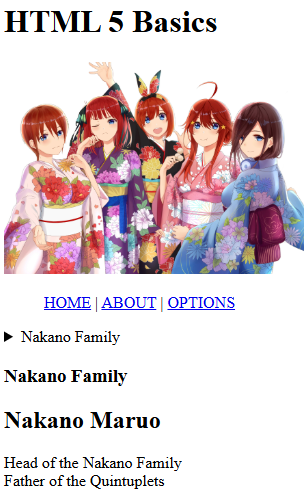 HTML 5 Basics
HOME | ABOUT | OPTIONS
Nakano Family
Nakano Family
Nakano Maruo
Head of the Nakano Family
Father of the Quintuplets